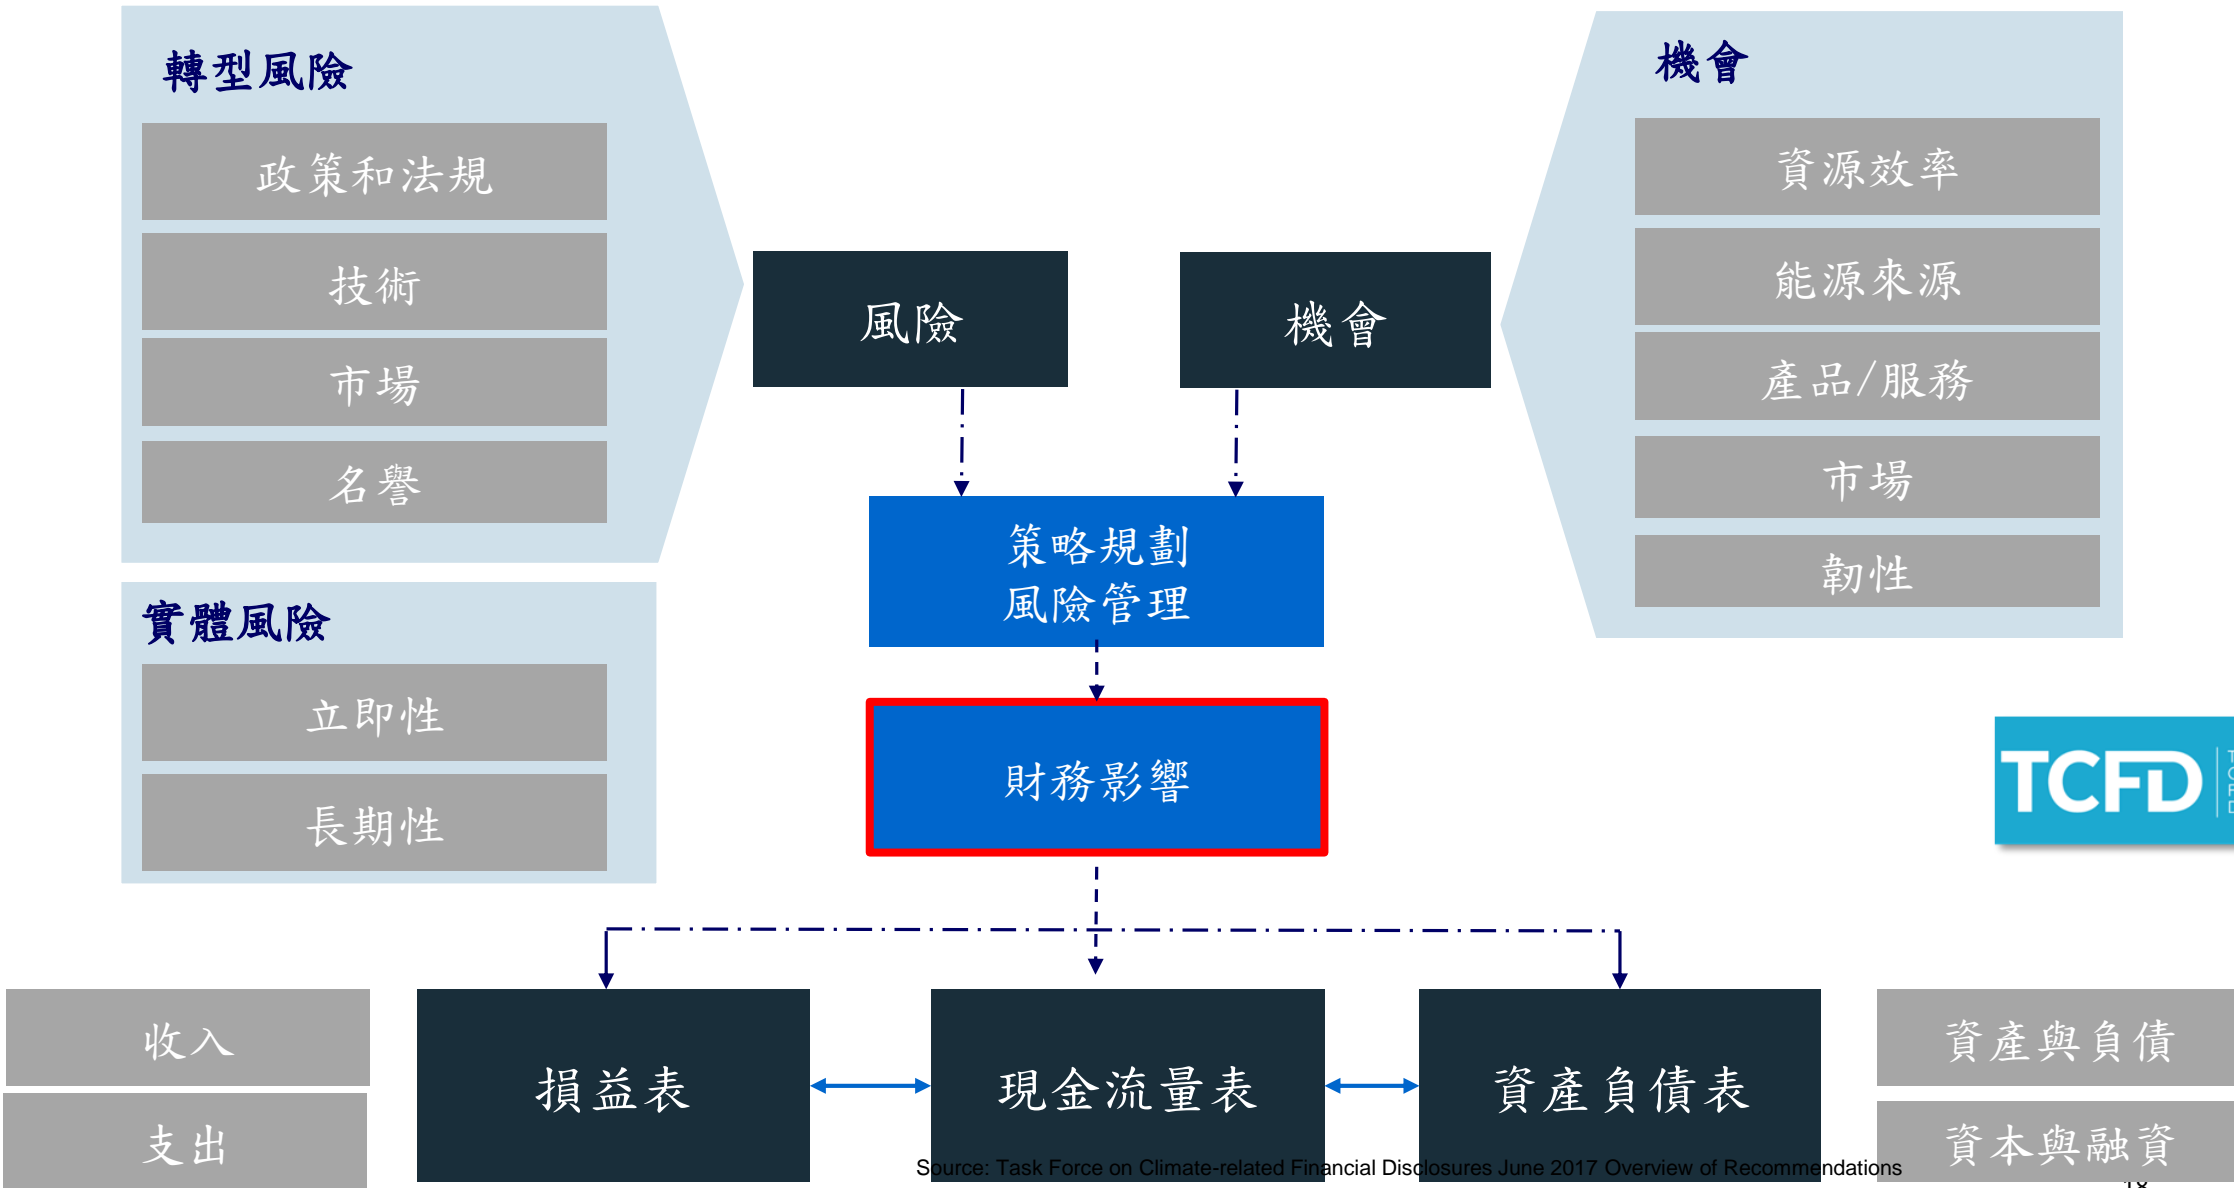 轉型風險
政策和法規
技術
市場
名譽
實體風險
立即性
長期性
風險
機會
策略規劃
風險管理
財務影響
機會
資源效率
能源來源
產品/服務
市場
韌性
TCFD
收入
支出
損益表
現金流量表
資產負債表
資產與負債
資本與融資
Source: Task Force on Climate-related Financial Disclosures June 2017 Overview of Recommendations